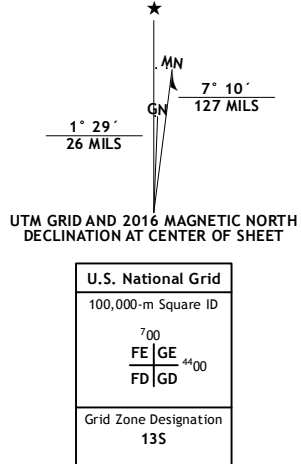 ★
MN
GN
7° 10´
127 MILS
1° 29´
26 MILS
UTM GRID AND 2016 MAGNETIC NORTH
DECLINATION AT CENTER OF SHEET
U.S. National Grid
100,000-m Square ID
⁷00
FE GE
⁴⁴00
FD GD
Grid Zone Designation
13S